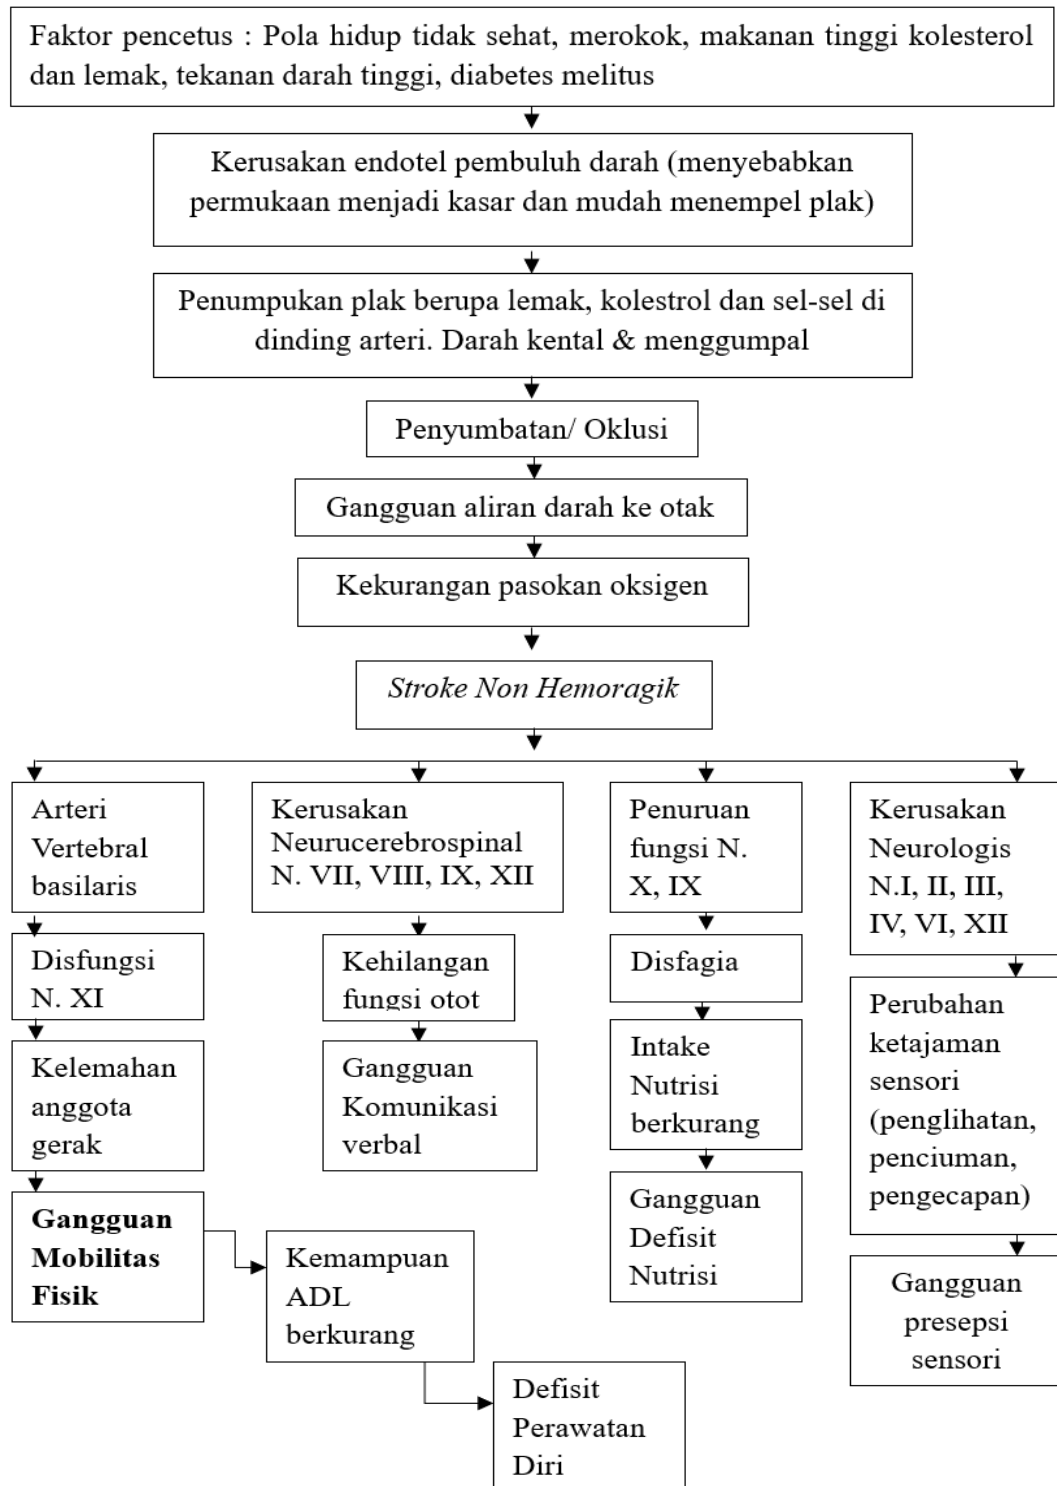 Faktor pencetus : Pola hidup tidak sehat, merokok, makanan tinggi kolesterol
dan lemak, tekanan darah tinggi, diabetes melitus
Kerusakan endotel pembuluh darah (menyebabkan
permukaan menjadi kasar dan mudah menempel plak)
Penumpukan plak berupa lemak, kolestrol dan sel-sel di
dinding arteri. Darah kental & menggumpal
Penyumbatan/ Oklusi
Gangguan aliran darah ke otak
Kekurangan pasokan oksigen
Stroke Non Hemoragik
Arteri
Vertebral
basilaris
Disfungsi
N. XI
Kelemahan
anggota
gerak
Gangguan
Mobilitas
Fisik
Kemampuan
ADL
berkurang
Defisit
Perawatan
Diri
Kerusakan
Neurucerebrospinal
N. VII, VIII, IX, XII
Kehilangan
fungsi otot
Gangguan
Komunikasi
verbal
Penuruan
fungsi N.
X, IX
Disfagia
Intake
Nutrisi
berkurang
Gangguan
Defisit
Nutrisi
Kerusakan
Neurologis
N.I, II, III,
IV, VI, XII
Perubahan
ketajaman
sensori
(penglihatan,
penciuman,
pengecapan)
Gangguan
presepsi
sensori